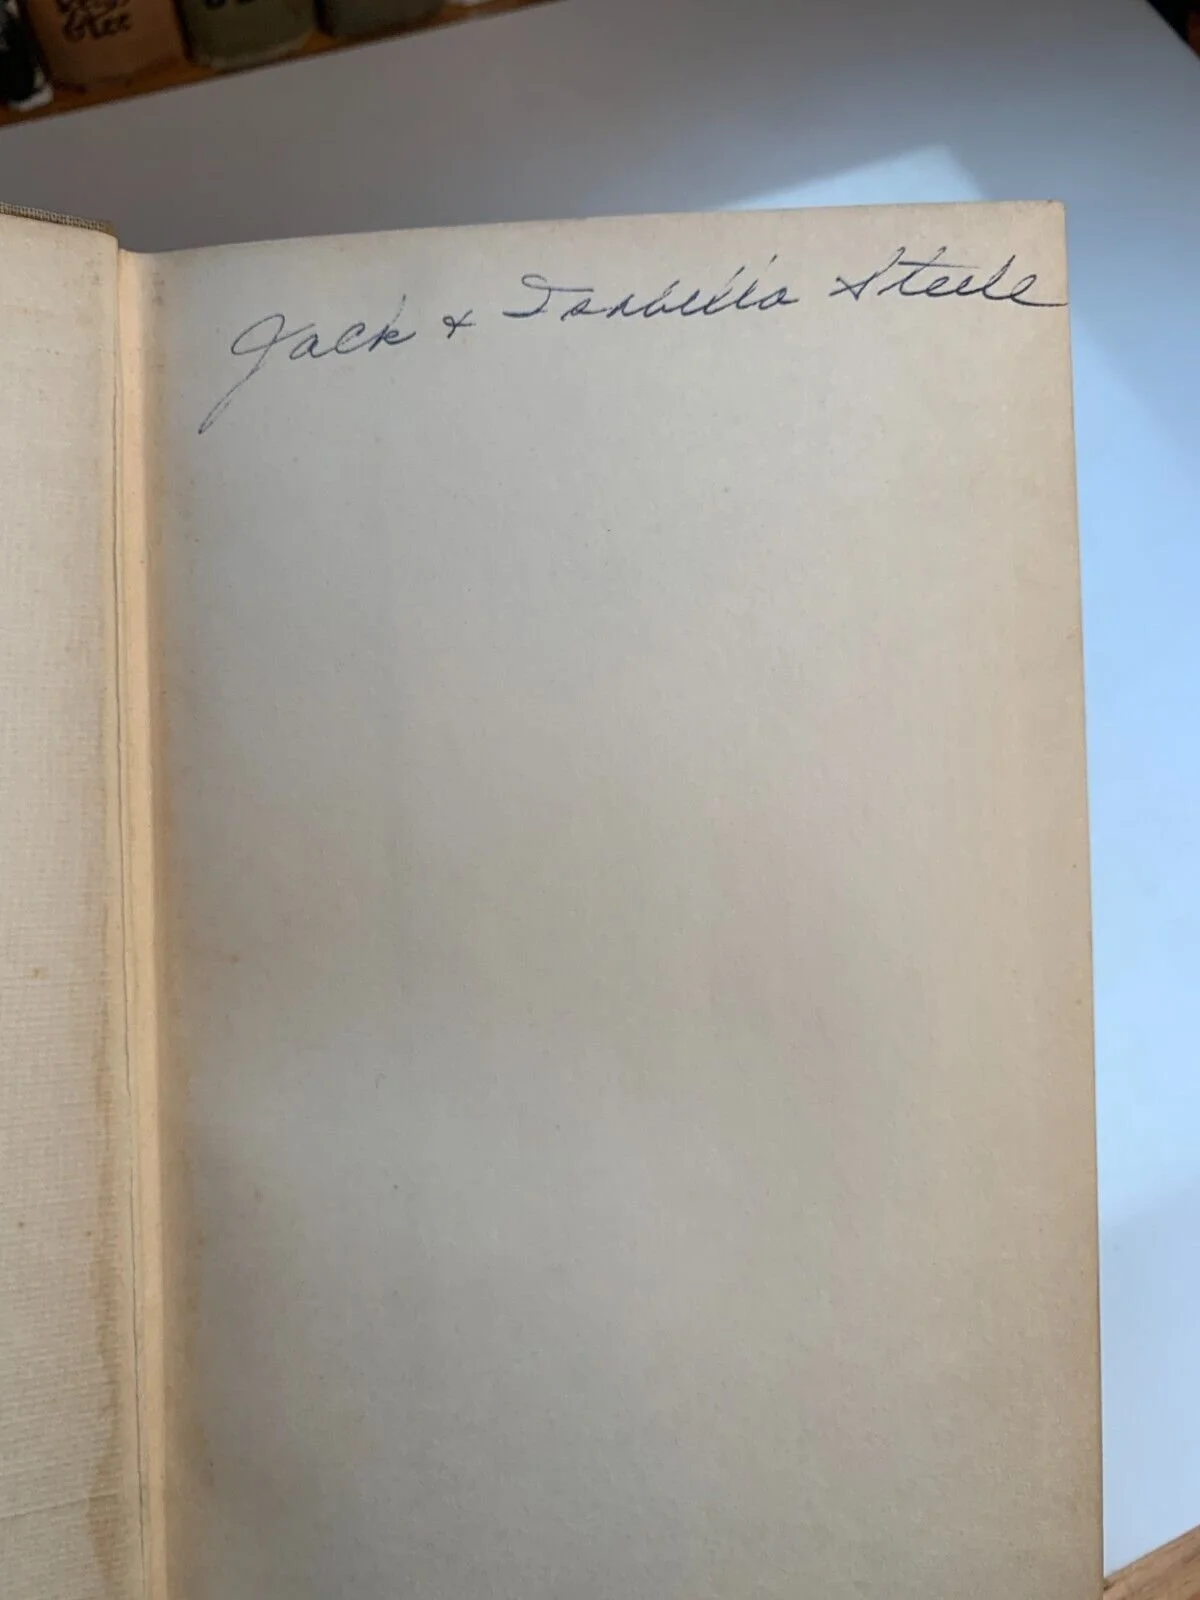 Jack + Isabella Steele